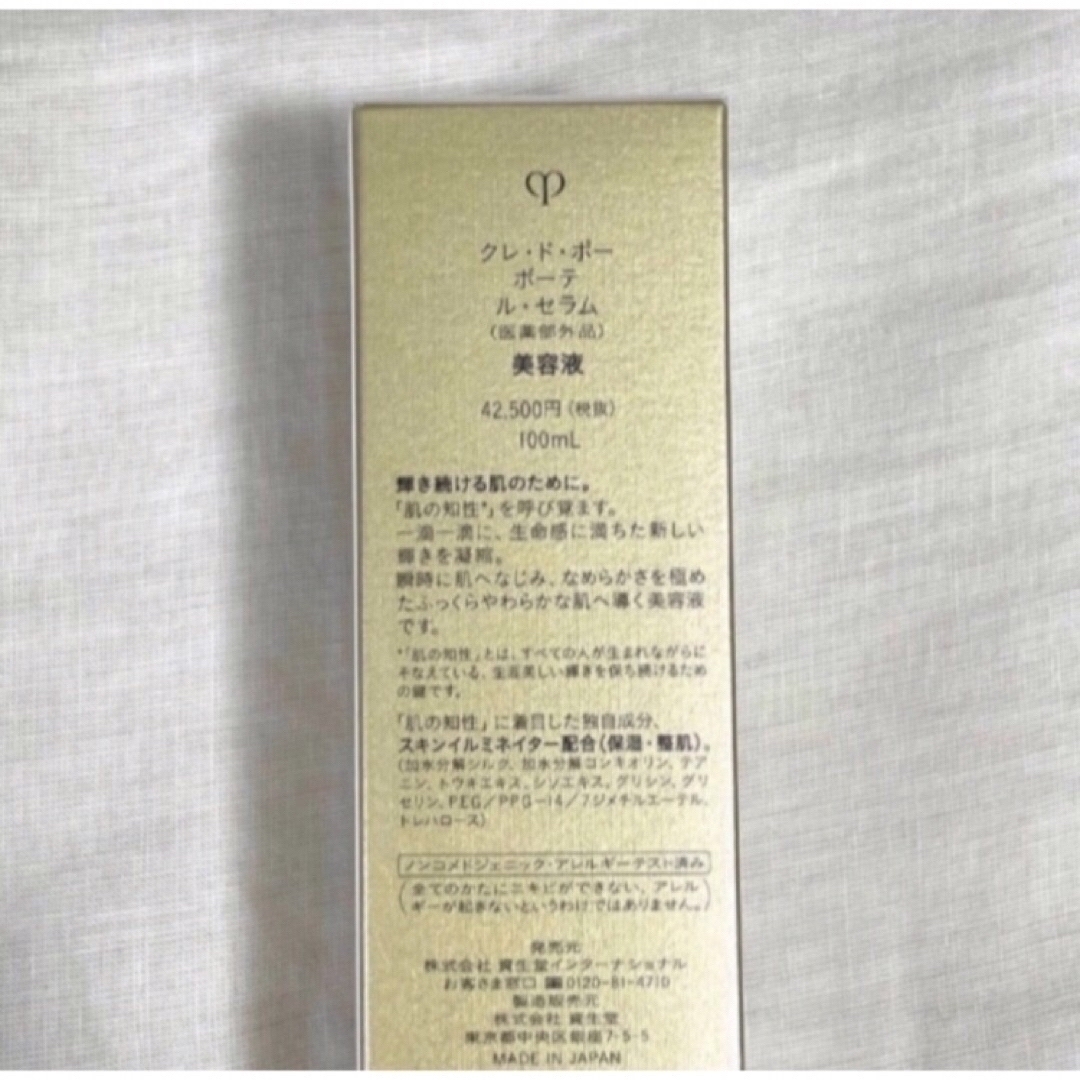 クレ・ド・ポー
ボーテ
ル・セラム
(医薬部外品)
美容液
42,500円(税抜)
100mL
輝き続ける肌のために。
「肌の知性*」を呼び覚ます。
一滴一滴に、生命感に満ちた新しい
輝きを凝縮。
瞬時に肌へなじみ、なめらかさを極め
たふっくらやわらかな肌へ導く美容液
です。
*「肌の知性」とは、すべての人が生まれながらに
そなえている、生涯美しい輝きを保ち続けるため
の鍵です。
「肌の知性」に着目した独自成分、
スキンイルミネイター配合(保湿・整肌)。
(加水分解シルク、加水分解コンキオリン、テア
ニン、トウキエキス、シソエキス、グリシン、グリ
セリン、PEG/PPG-14/7ジメチルエーテル、
トレハロース)
ノンコメドジェニック・アレルギーテスト済み
(全てのかたにニキビができない、アレル
ギーが起きないというわけではありません。)
発売元
株式会社 資生堂インターナショナル
お客さま窓口 0120-81-4710
製造販売元
株式会社 資生堂
東京都中央区銀座7-5-5
MADE IN JAPAN